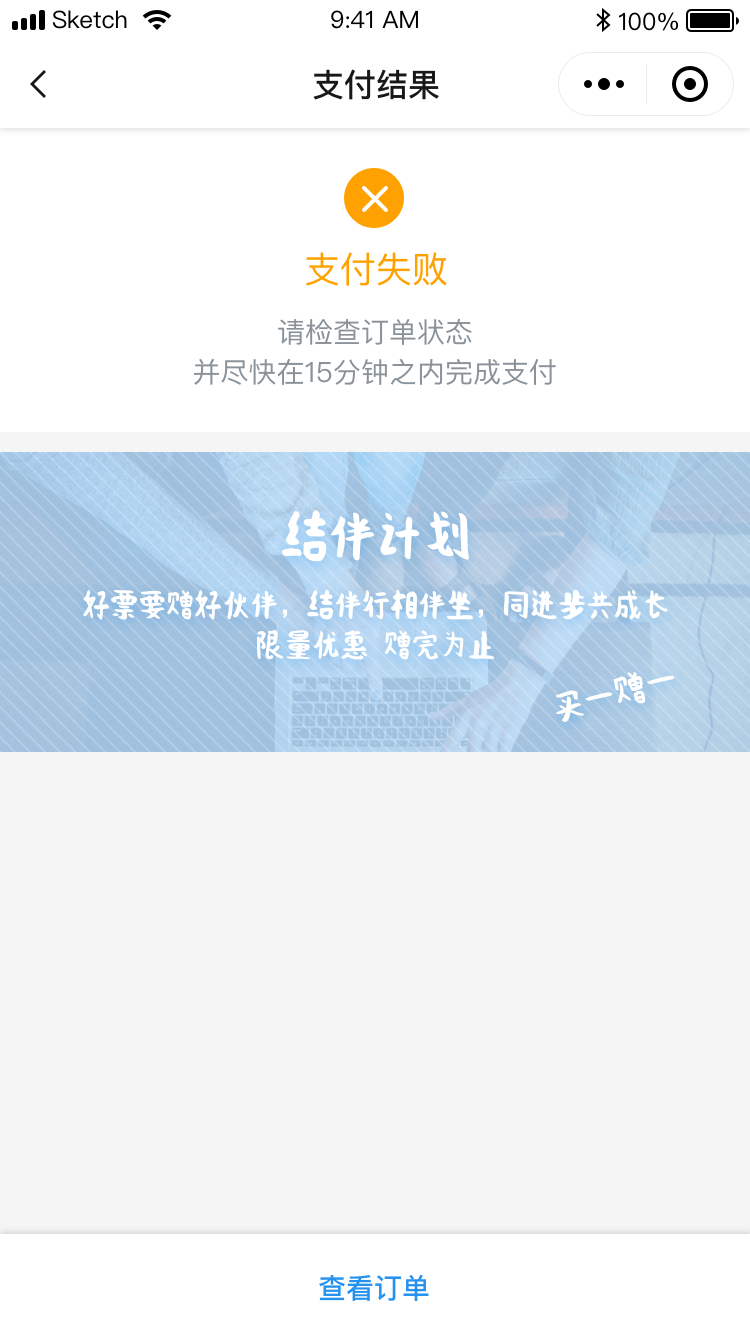 Sketch 9:41 AM 100%
支付结果
支付失败
请检查订单状态
并尽快在15分钟之内完成支付
结伴计划
好票要赠好伙伴，结伴行相伴坐，同进步共成长
限量优惠 赠完为止
买一赠一
查看订单